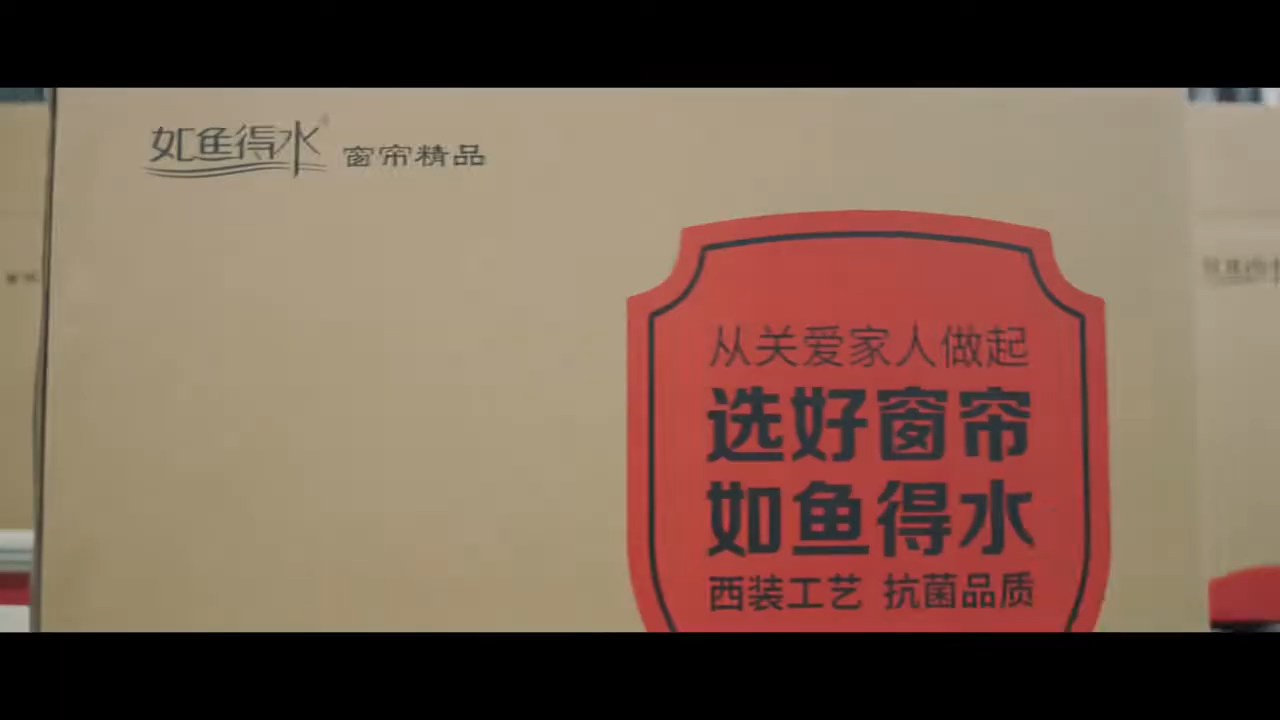 如鱼得水® 窗帘精品
从关爱家人做起
选好窗帘
如鱼得水
西装工艺 抗菌品质